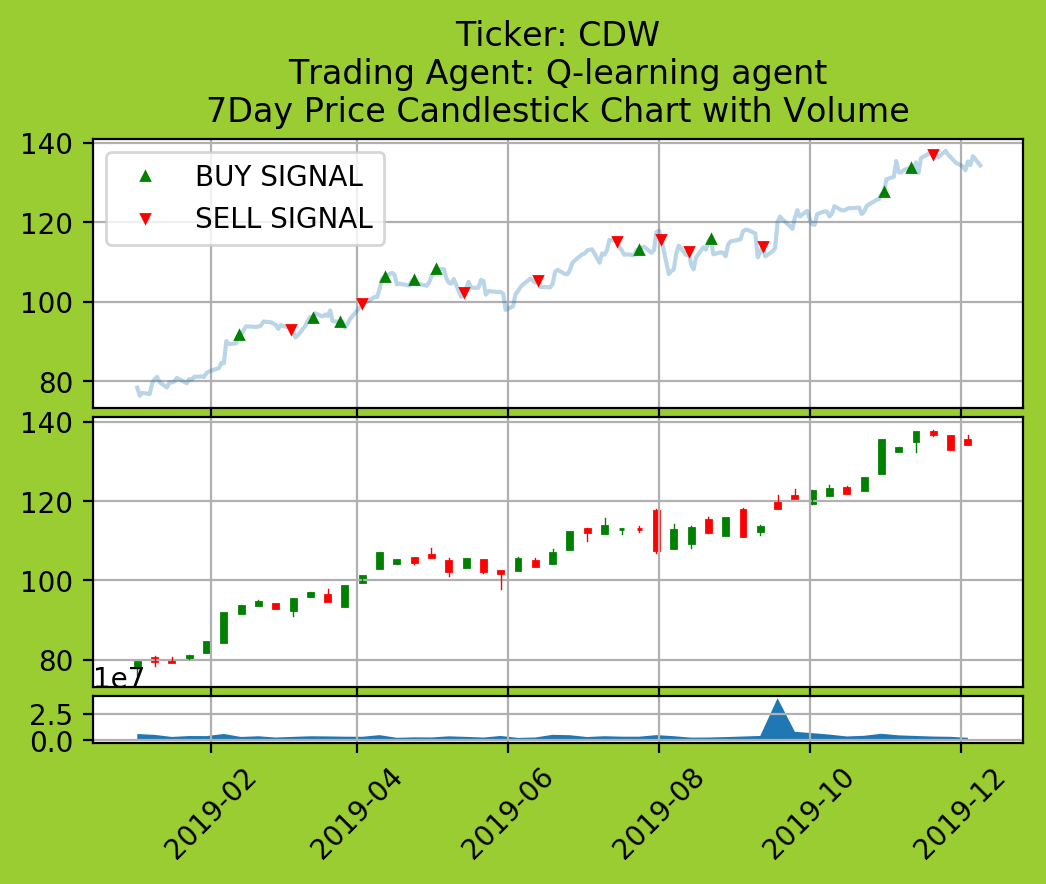 Ticker: CDW
Trading Agent: Q-learning agent
7Day Price Candlestick Chart with Volume
140
120
100
80
BUY SIGNAL
SELL SIGNAL
140
120
100
80
1e7
2.5
0.0
2019-02
2019-04
2019-06
2019-08
2019-10
2019-12